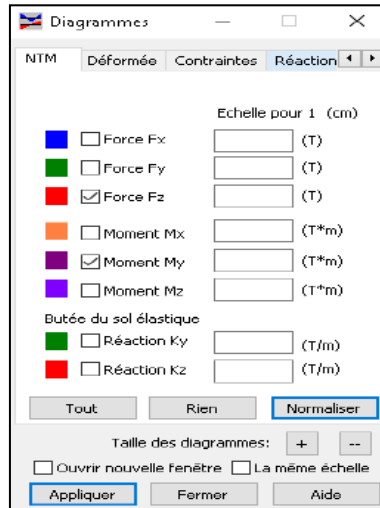 Diagrammes
NTM Déformée Contraintes Réaction
Echelle pour 1 (cm)
Force Fx (T)
Force Fy (T)
Force Fz (T)
Moment Mx (T*m)
Moment My (T*m)
Moment Mz (T*m)
Butée du sol élastique
Réaction Ky (T/m)
Réaction Kz (T/m)
Tout Rien Normaliser
Taille des diagrammes: + --
Ouvrir nouvelle fenêtre La même échelle
Appliquer Fermer Aide